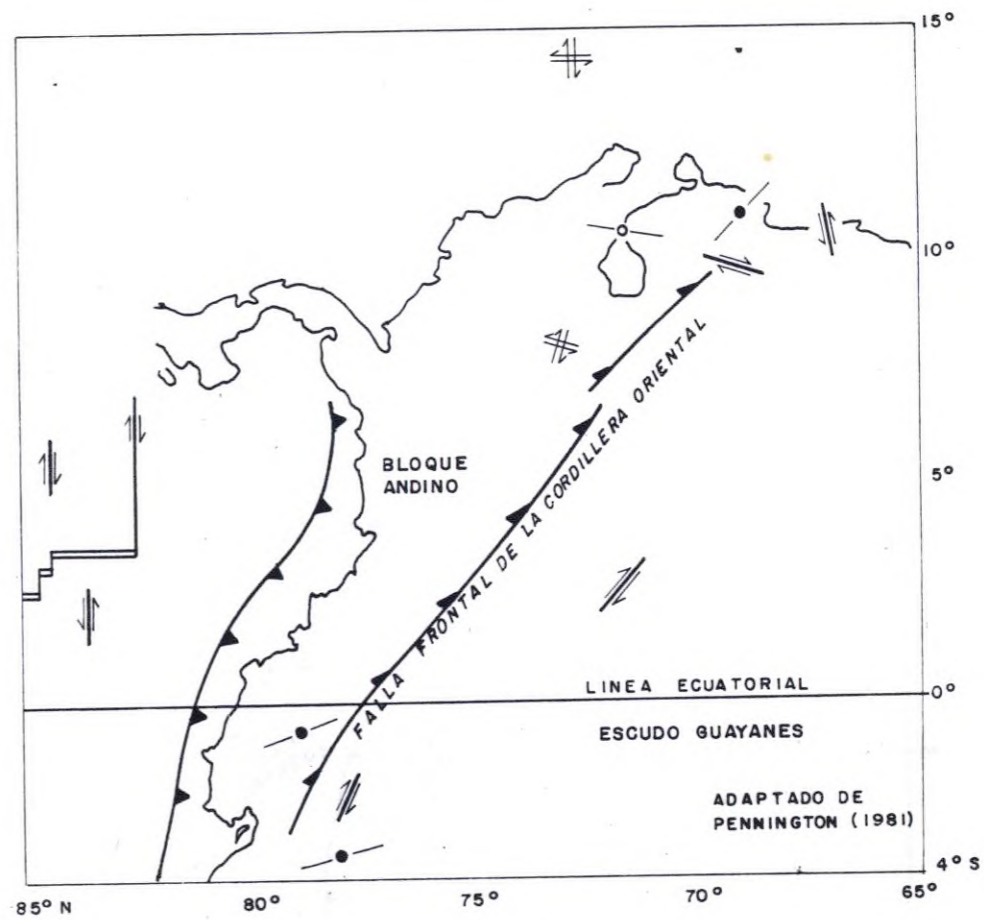 15°
10°
BLOQUE
ANDINO
5°
FALLA FRONTAL DE LA CORDILLERA ORIENTAL
LINEA ECUATORIAL
0°
ESCUDO GUAYANES
ADAPTADO DE
PENNINGTON (1981)
4° S
85° N 80° 75° 70° 65°